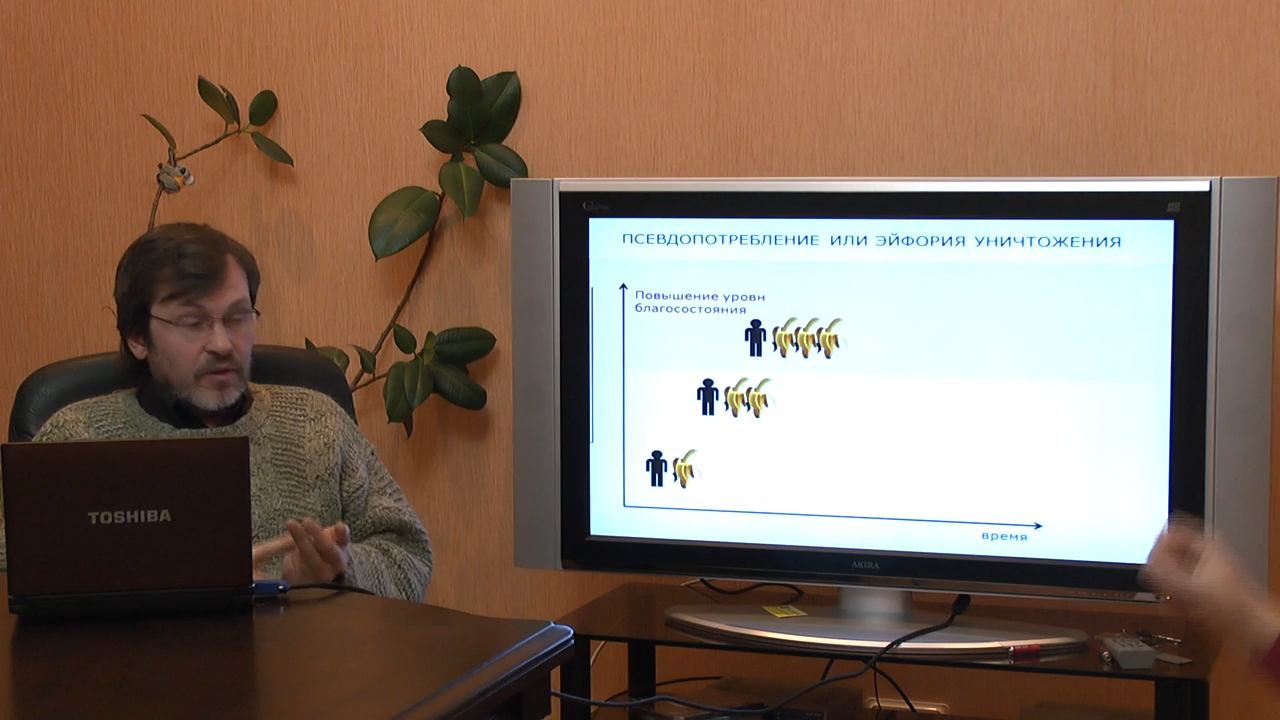 ПСЕВДОПОТРЕБЛЕНИЕ ИЛИ ЭЙФОРИЯ УНИЧТОЖЕНИЯ
Повышение уровн
благосостояния
время
TOSHIBA
AKIRA